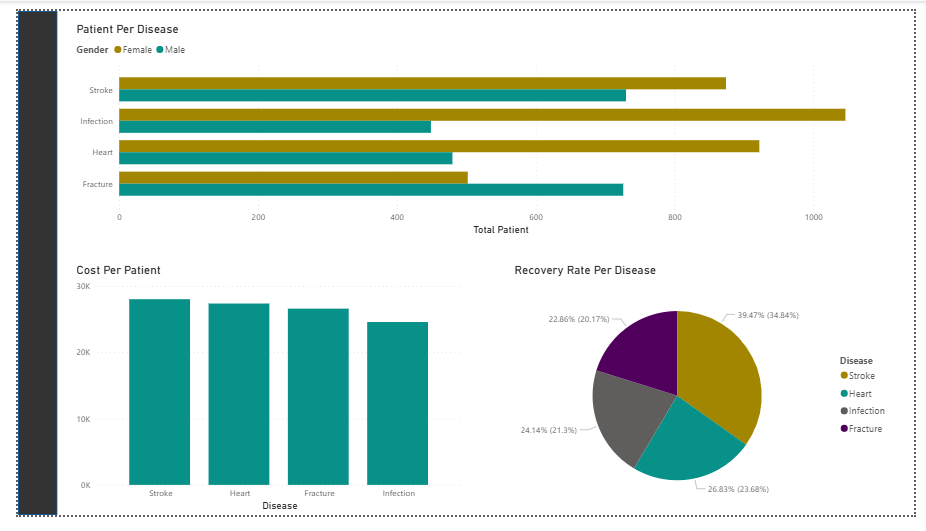 Patient Per Disease
Gender Female Male
Stroke
Infection
Heart
Fracture
0 200 400 600 800 1000
Total Patient
Cost Per Patient
30K
20K
10K
0K
Stroke Heart Fracture Infection
Disease
Recovery Rate Per Disease
22.86% (20.17%)
39.47% (34.84%)
24.14% (21.3%)
26.83% (23.68%)
Disease
Stroke
Heart
Infection
Fracture